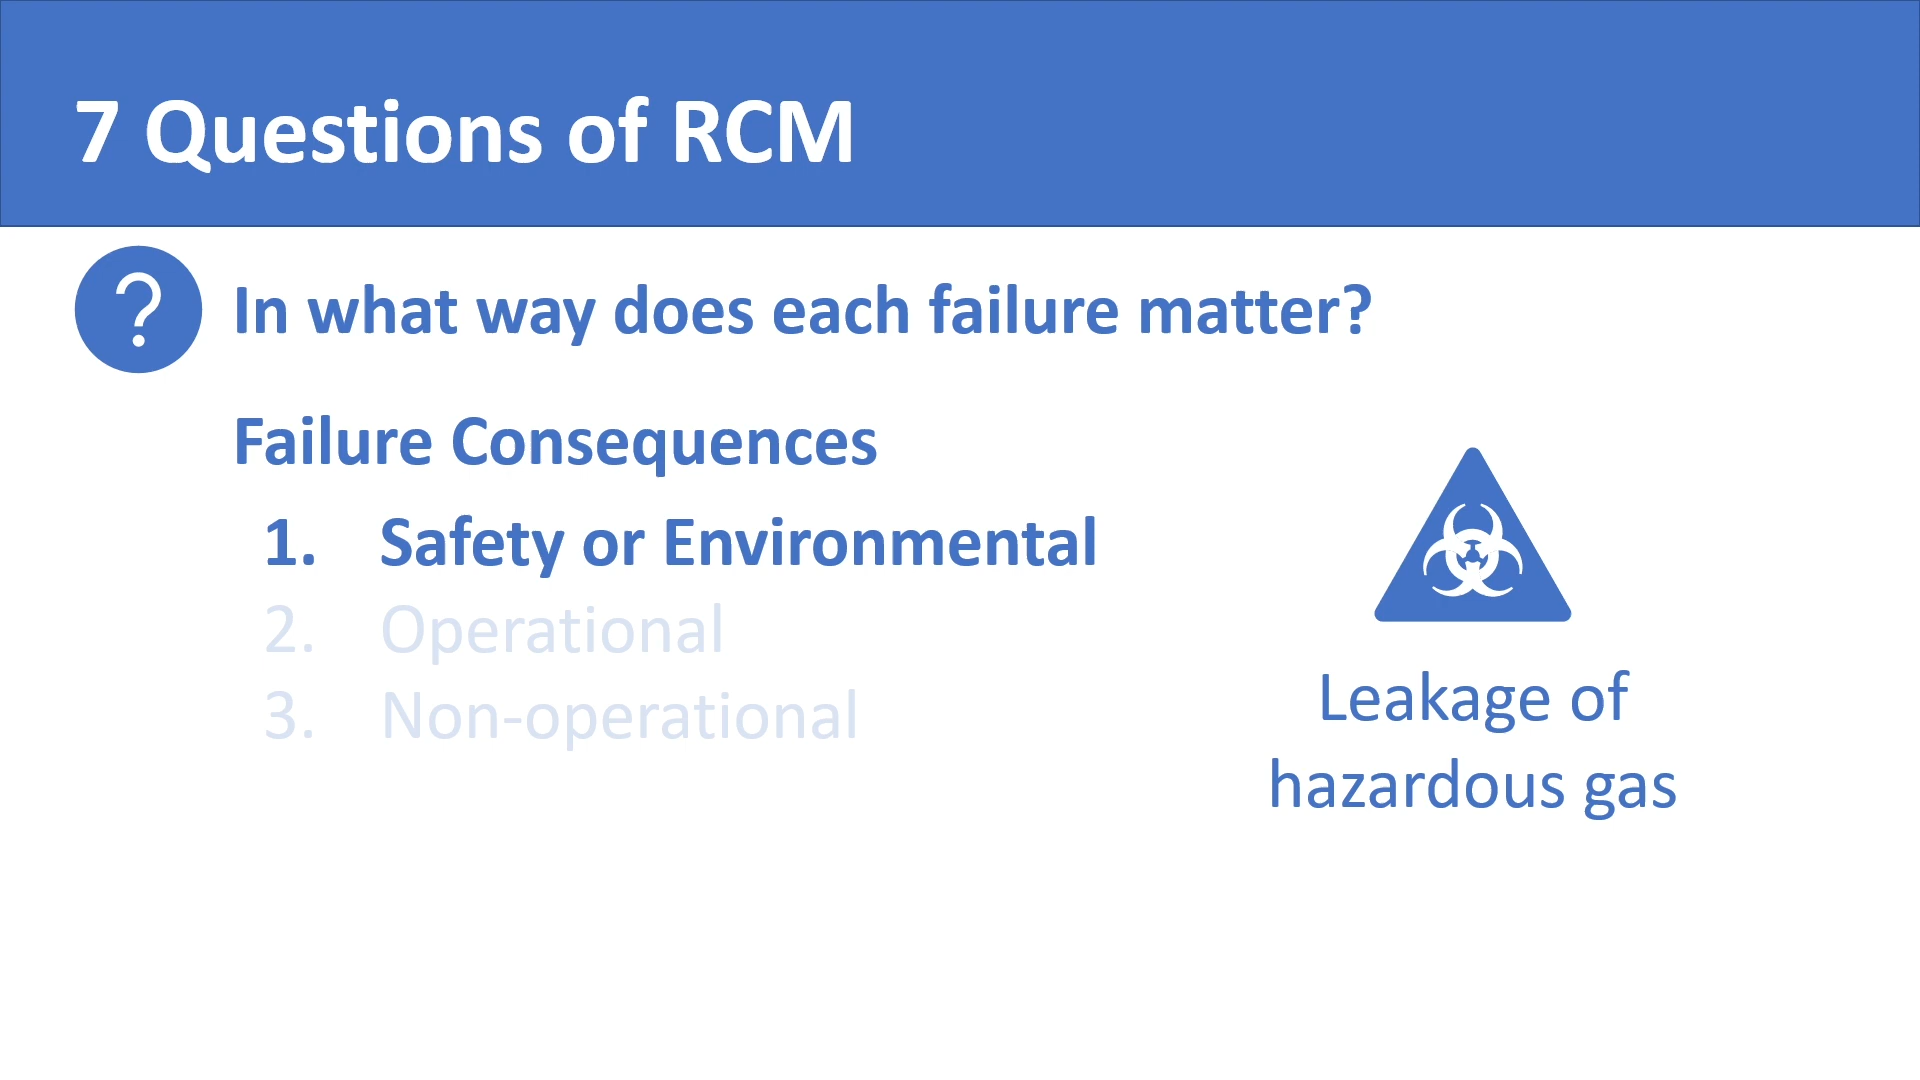 7 Questions of RCM
? In what way does each failure matter?
Failure Consequences
1. Safety or Environmental
2. Operational
3. Non-operational
Leakage of
hazardous gas